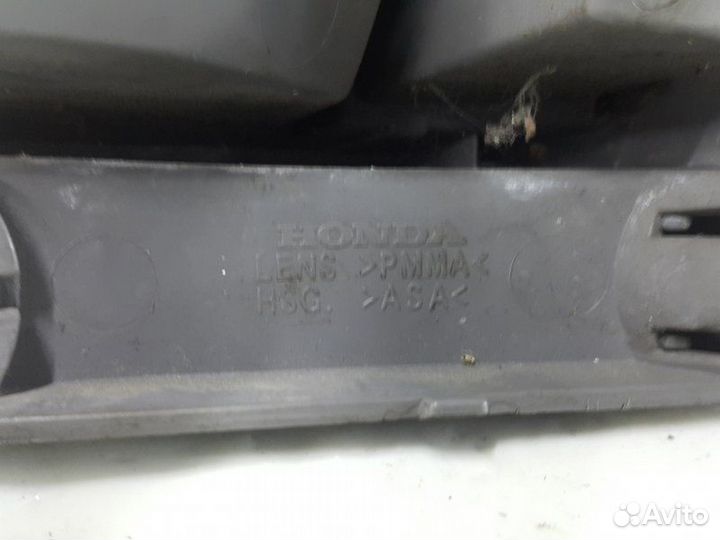 HONDA
LENS. >PMMA<
HSG. >ASA<
Avito